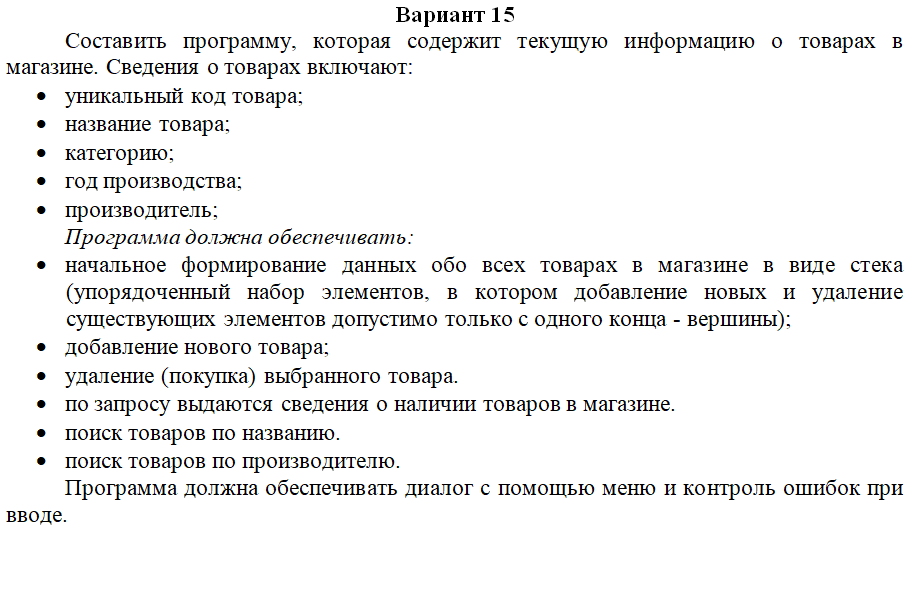 Вариант 15
Составить программу, которая содержит текущую информацию о товарах в
магазине. Сведения о товарах включают:
• уникальный код товара;
• название товара;
• категорию;
• год производства;
• производитель;
Программа должна обеспечивать:
• начальное формирование данных обо всех товарах в магазине в виде стека
(упорядоченный набор элементов, в котором добавление новых и удаление
существующих элементов допустимо только с одного конца - вершины);
• добавление нового товара;
• удаление (покупка) выбранного товара.
• по запросу выдаются сведения о наличии товаров в магазине.
• поиск товаров по названию.
• поиск товаров по производителю.
Программа должна обеспечивать диалог с помощью меню и контроль ошибок при
вводе.